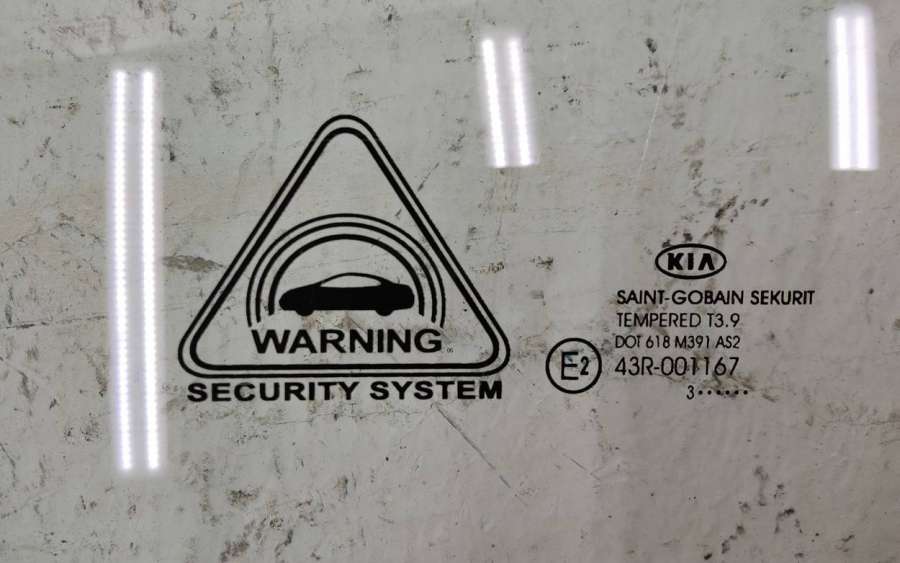 WARNING
SECURITY SYSTEM
KIA
SAINT-GOBAIN SEKURIT
TEMPERED T3.9
DOT 618 M391 AS2
E2 43R-001167
3••••••